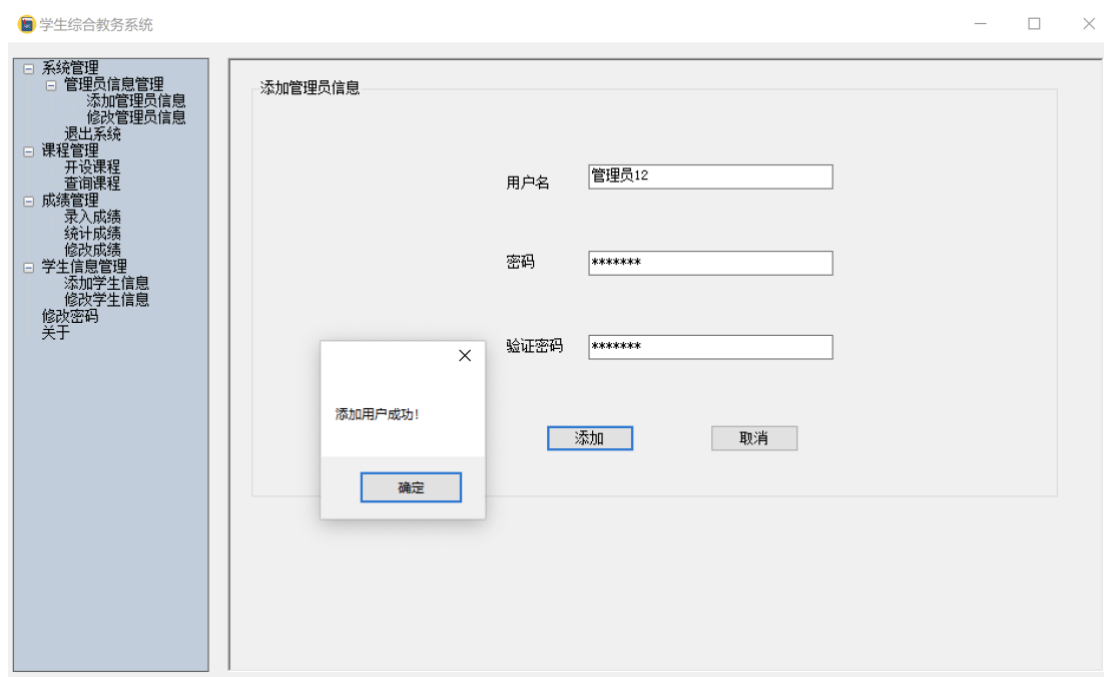 学生综合教务系统
系统管理
管理员信息管理
添加管理员信息
修改管理员信息
退出系统
课程管理
开设课程
查询课程
成绩管理
录入成绩
统计成绩
修改成绩
学生信息管理
添加学生信息
修改学生信息
修改密码
关于
添加管理员信息
用户名
管理员12
密码
*******
验证密码
*******
添加用户成功!
确定
添加
取消